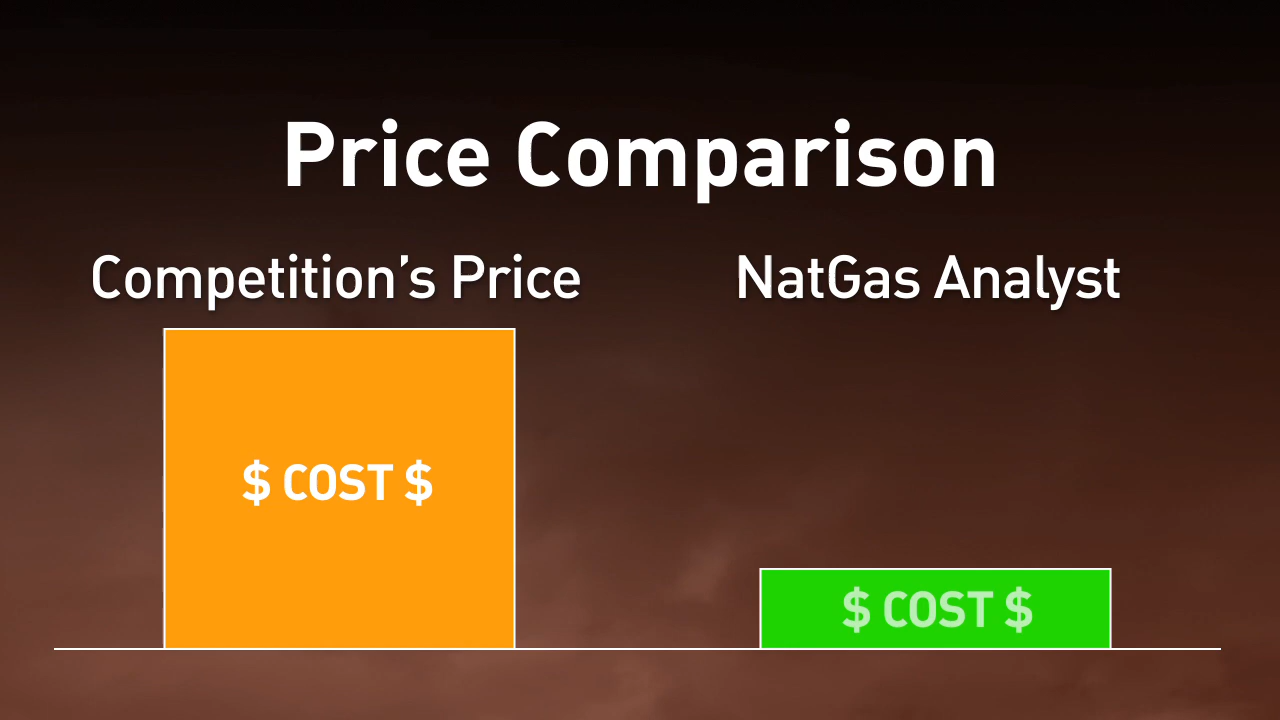 Price Comparison
Competition’s Price
NatGas Analyst
$ COST $
$ COST $